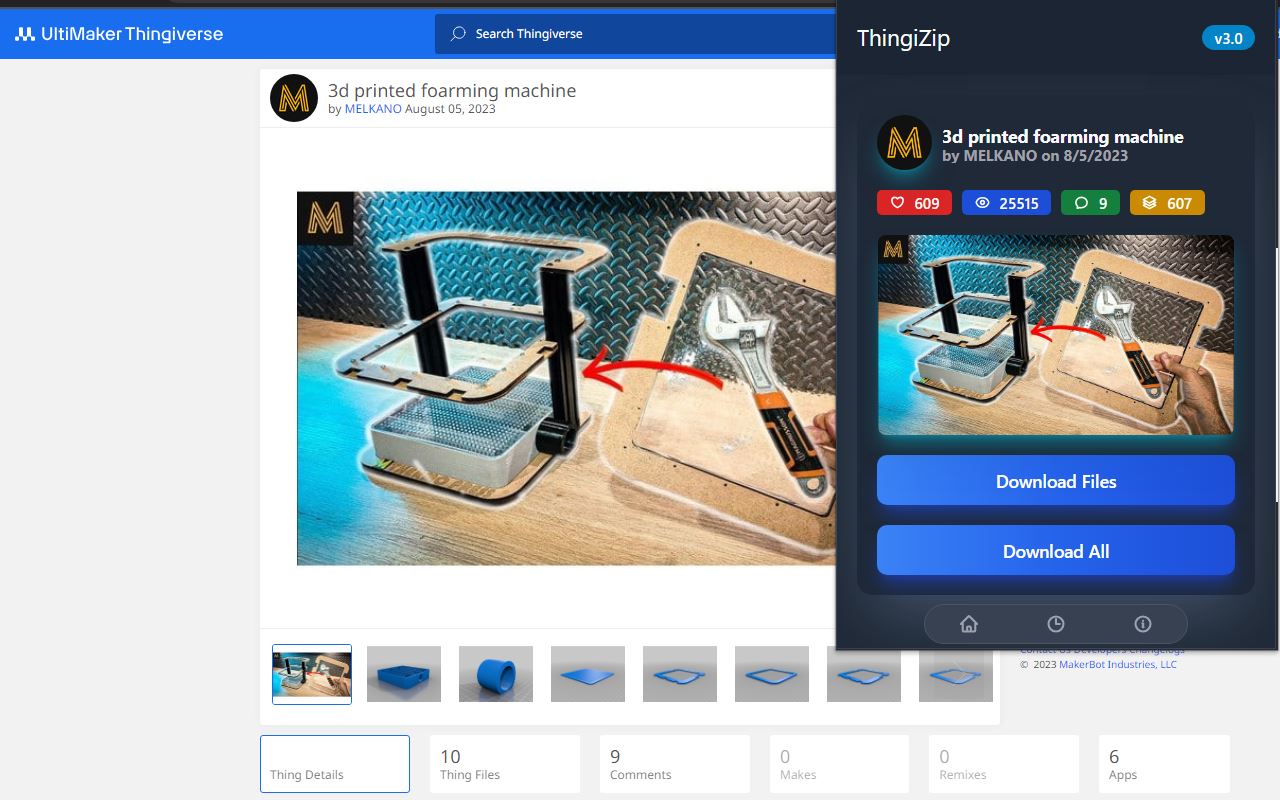 UltiMaker Thingiverse
Search Thingiverse
3d printed foarming machine
by MELKANO August 05, 2023
Thing Details
10
Thing Files
9
Comments
0
Makes
0
Remixes
6
Apps
Contact Us Developers Changelogs
© 2023 MakerBot Industries, LLC
ThingiZip
v3.0
3d printed foarming machine
by MELKANO on 8/5/2023
609
25515
9
607
Download Files
Download All